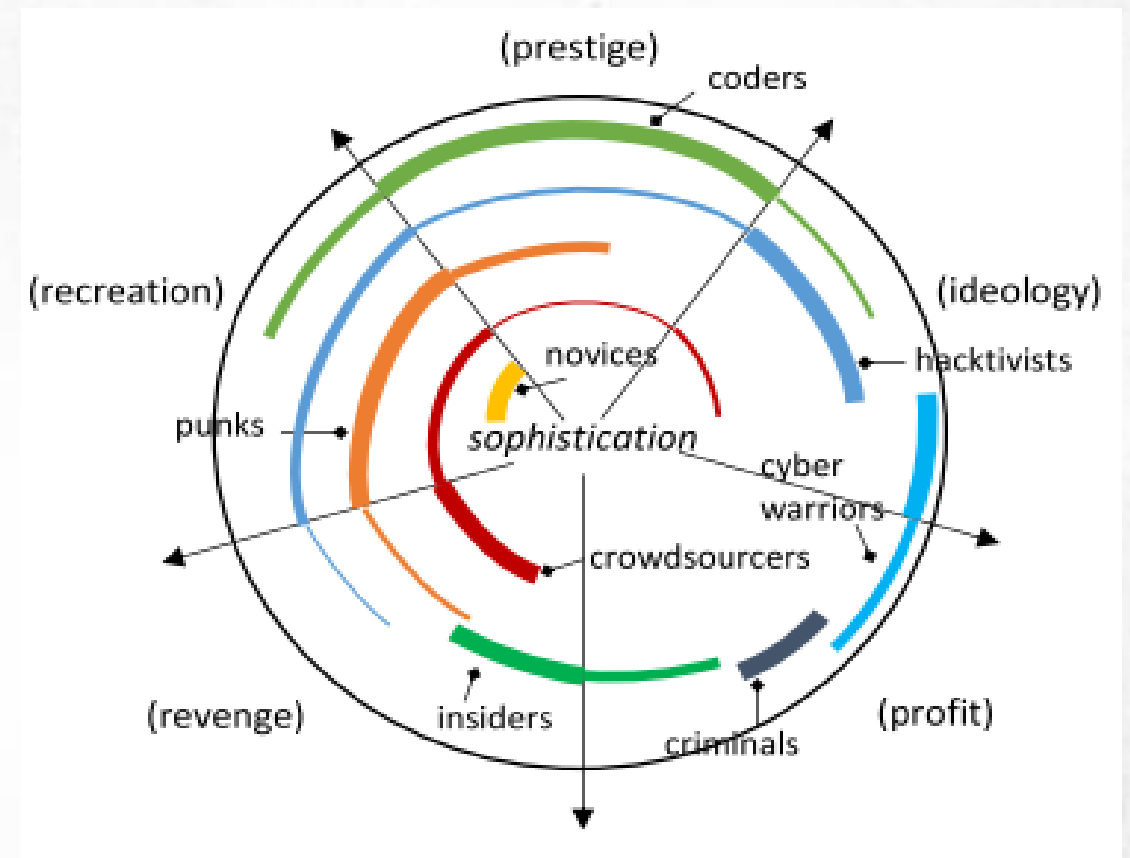 (prestige)
coders
(recreation)
(ideology)
novices
hacktivists
punks
sophistication
cyber
warriors
crowdsourcers
(revenge)
insiders
(profit)
criminals